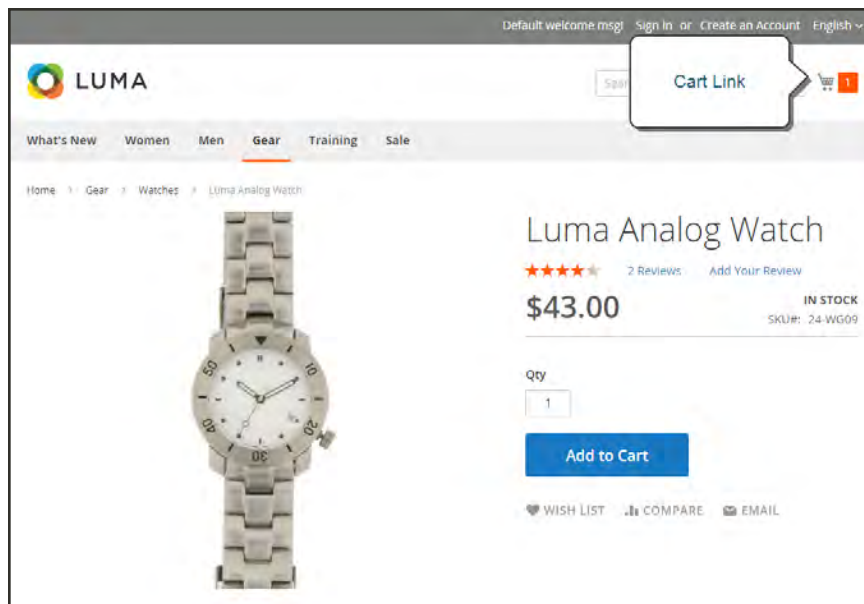 Default welcome msg! Sign In or Create an Account English
LUMA
Cart Link
1
What's New Women Men Gear Training Sale
Home > Gear > Watches > Luma Analog Watch
Luma Analog Watch
2 Reviews Add Your Review
$43.00
IN STOCK
SKU#: 24-WG09
Qty
1
Add to Cart
WISH LIST COMPARE EMAIL
50 10
40 20
30